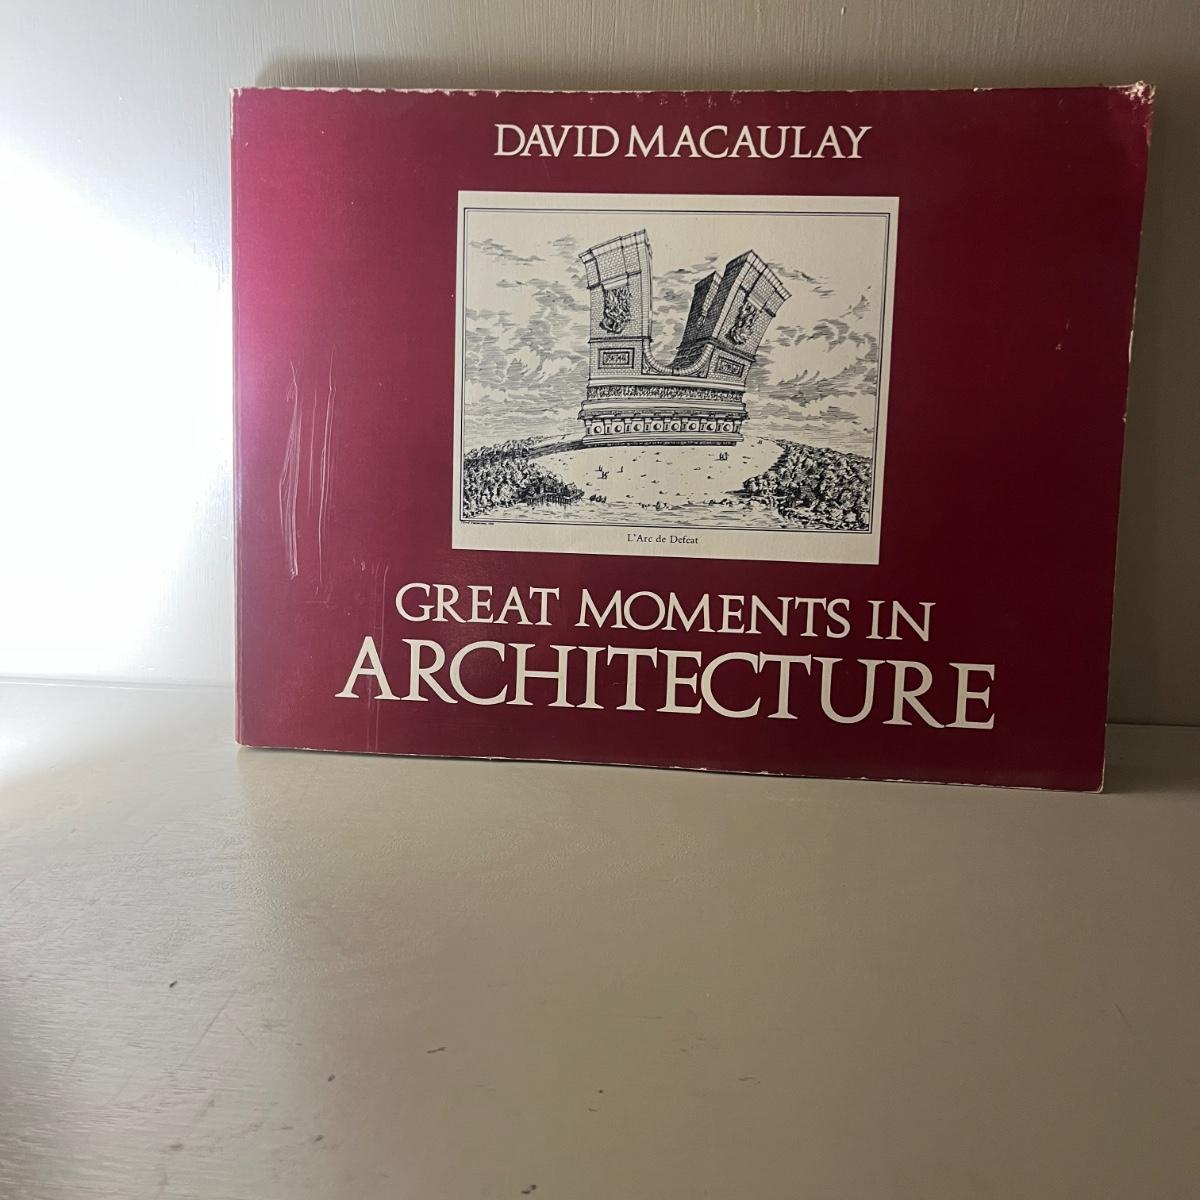 DAVID MACAULAY
L'Arc de Defeat
GREAT MOMENTS IN
ARCHITECTURE